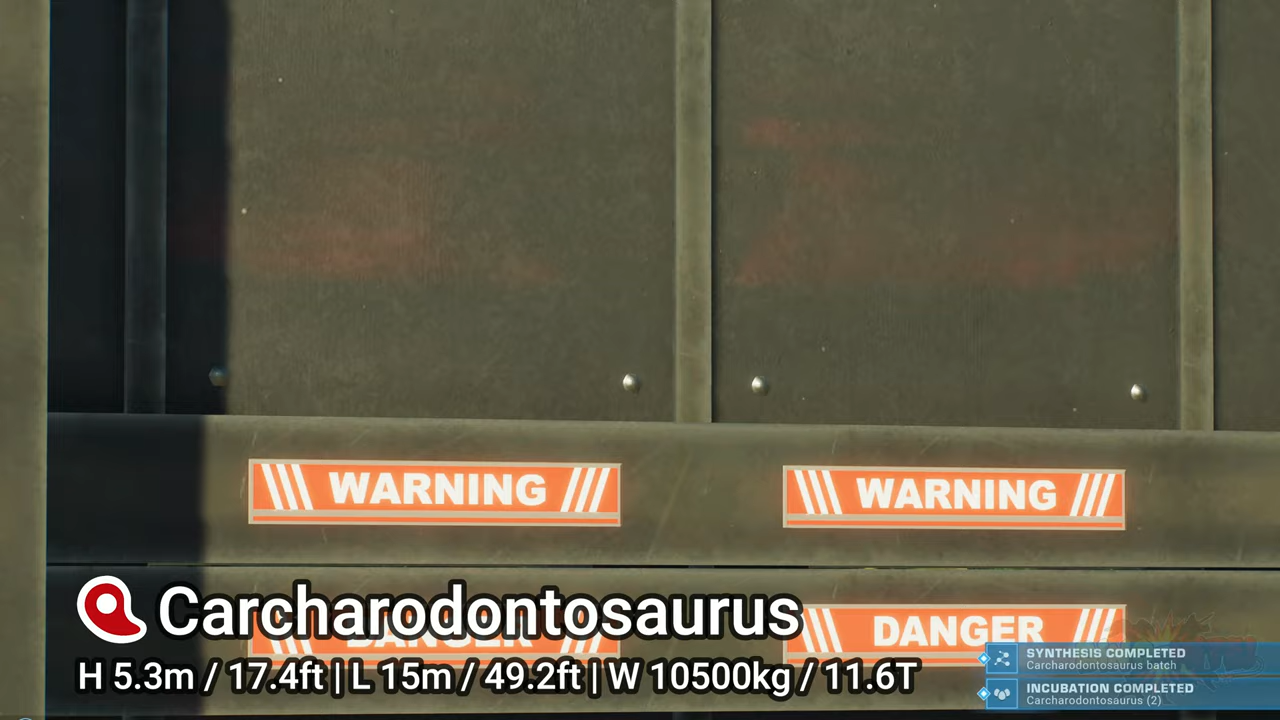 WARNING
WARNING
Carcharodontosaurus
DANGER
DANGER
H 5.3m / 17.4ft | L 15m / 49.2ft | W 10500kg / 11.6T
SYNTHESIS COMPLETED
Carcharodontosaurus batch
INCUBATION COMPLETED
Carcharodontosaurus (2)